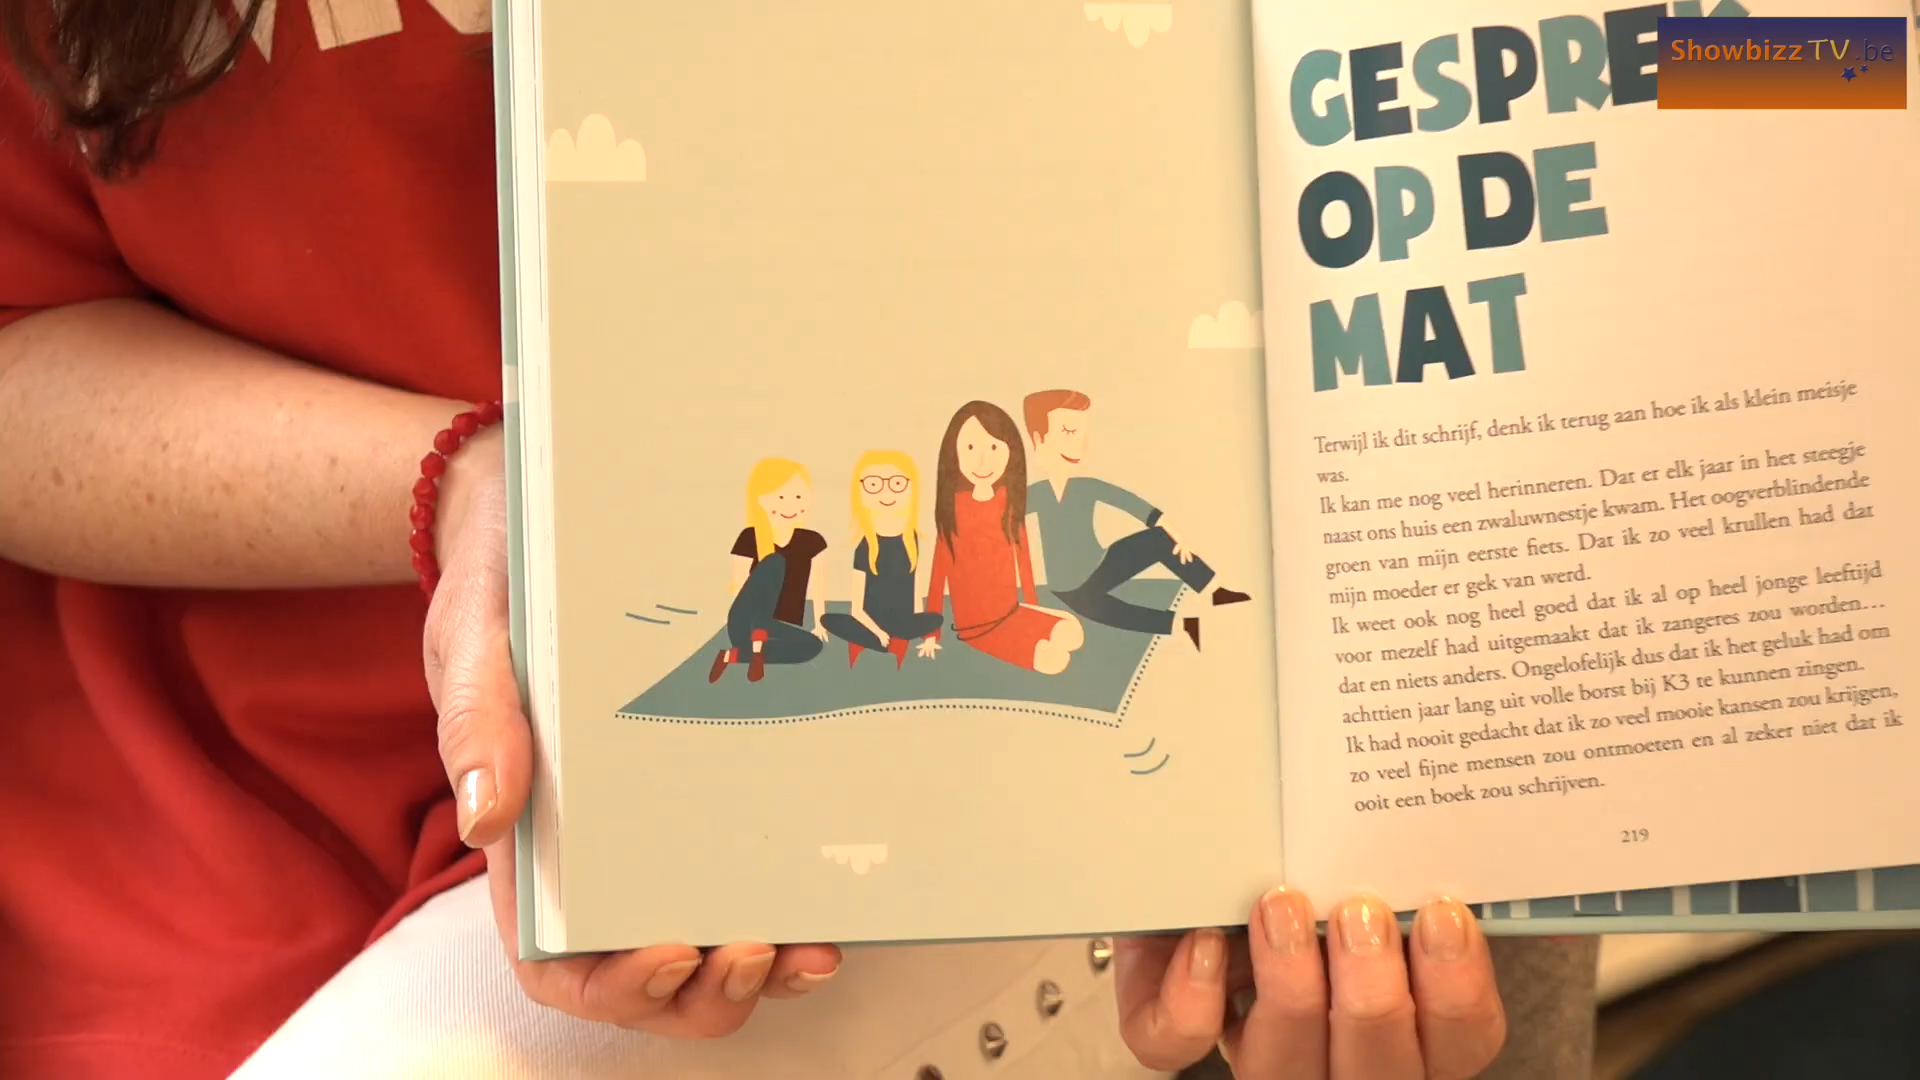 GESPREK
ShowbizzTV.be
OP DE
MAT
Terwijl ik dit schrijf, denk ik terug aan hoe ik als klein meisje
was.
Ik kan me nog veel herinneren. Dat er elk jaar in het steegje
naast ons huis een zwaluwnestje kwam. Het oogverblindende
groen van mijn eerste fiets. Dat ik zo veel krullen had dat
mijn moeder er gek van werd.
Ik weet ook nog heel goed dat ik al op heel jonge leeftijd
voor mezelf had uitgemaakt dat ik zangeres zou worden…
dat en niets anders. Ongelofelijk dus dat ik het geluk had om
achttien jaar lang uit volle borst bij K3 te kunnen zingen.
Ik had nooit gedacht dat ik zo veel mooie kansen zou krijgen,
zo veel fijne mensen zou ontmoeten en al zeker niet dat ik
ooit een boek zou schrijven.
219